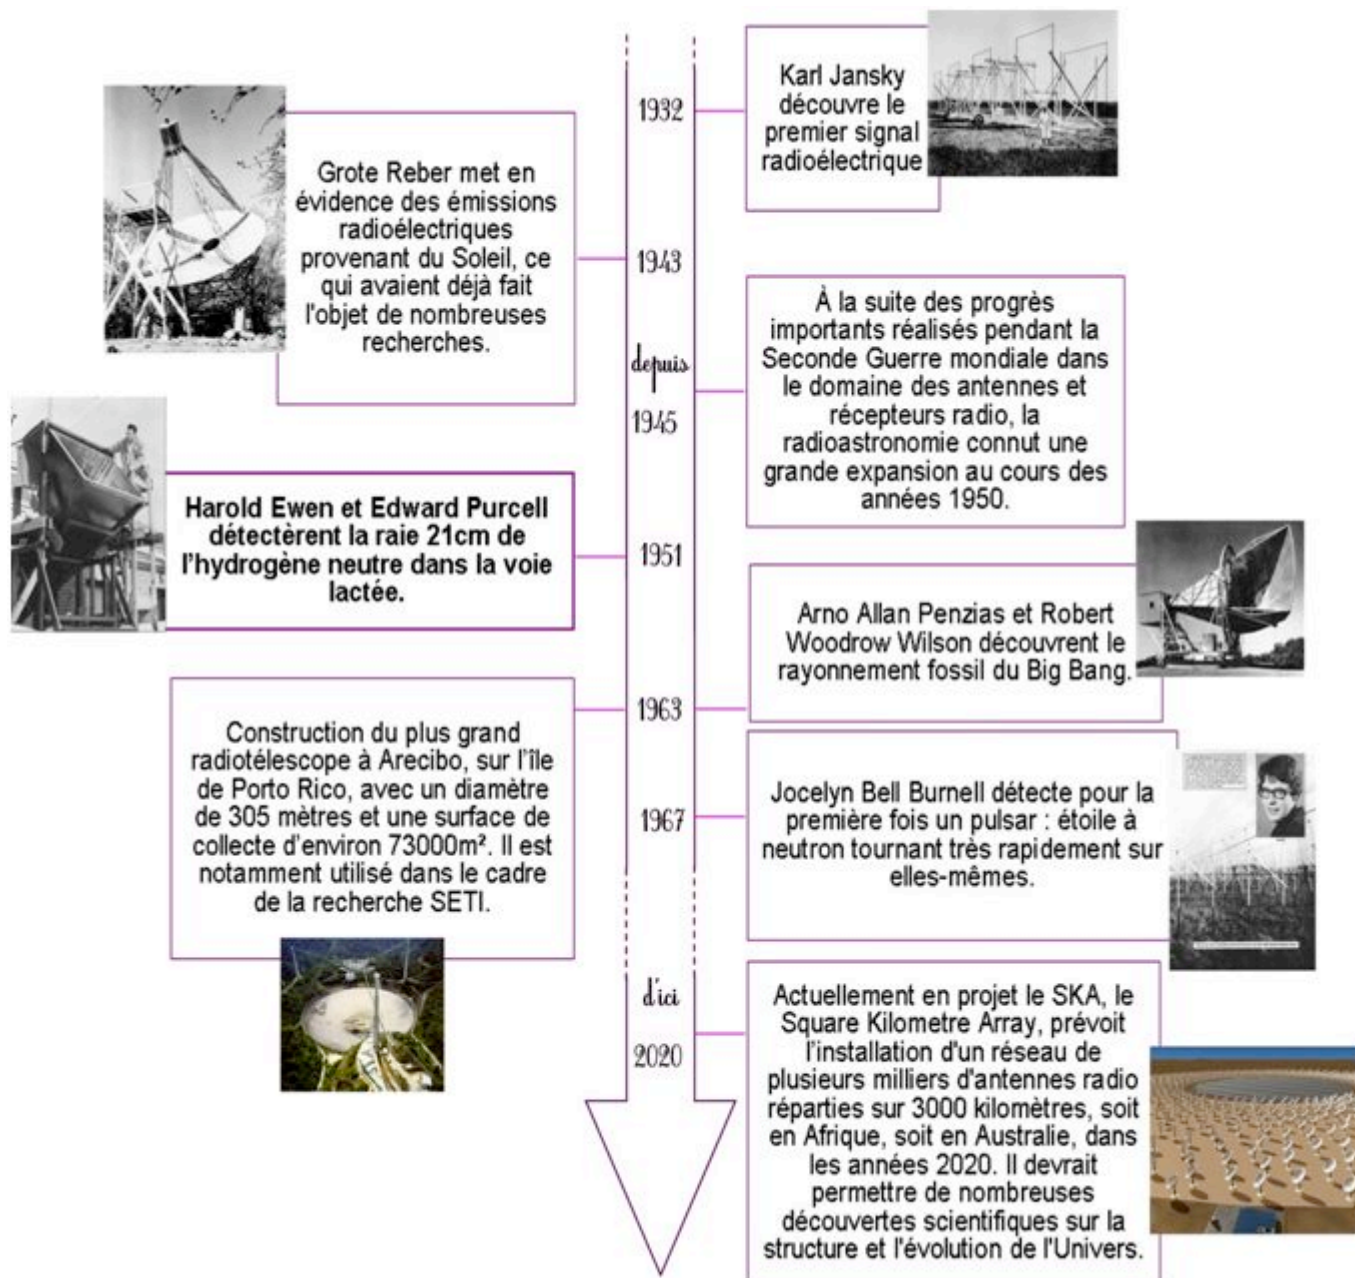 1932
Karl Jansky
découvre le
premier signal
radioélectrique
Grote Reber met en
évidence des émissions
radioélectriques
provenant du Soleil, ce
qui avaient déjà fait
l'objet de nombreuses
recherches.
1943
depuis
1945
À la suite des progrès
importants réalisés pendant la
Seconde Guerre mondiale dans
le domaine des antennes et
récepteurs radio, la
radioastronomie connut une
grande expansion au cours des
années 1950.
Harold Ewen et Edward Purcell
détectèrent la raie 21cm de
l'hydrogène neutre dans la voie
lactée.
1951
Arno Allan Penzias et Robert
Woodrow Wilson découvrent le
rayonnement fossil du Big Bang.
1963
Construction du plus grand
radiotélescope à Arecibo, sur l'île
de Porto Rico, avec un diamètre
de 305 mètres et une surface de
collecte d'environ 73000m². Il est
notamment utilisé dans le cadre
de la recherche SETI.
1967
Jocelyn Bell Burnell détecte pour la
première fois un pulsar : étoile à
neutron tournant très rapidement sur
elles-mêmes.
d'ici
2020
Actuellement en projet le SKA, le
Square Kilometre Array, prévoit
l'installation d'un réseau de
plusieurs milliers d'antennes radio
réparties sur 3000 kilomètres, soit
en Afrique, soit en Australie, dans
les années 2020. Il devrait
permettre de nombreuses
découvertes scientifiques sur la
structure et l'évolution de l'Univers.